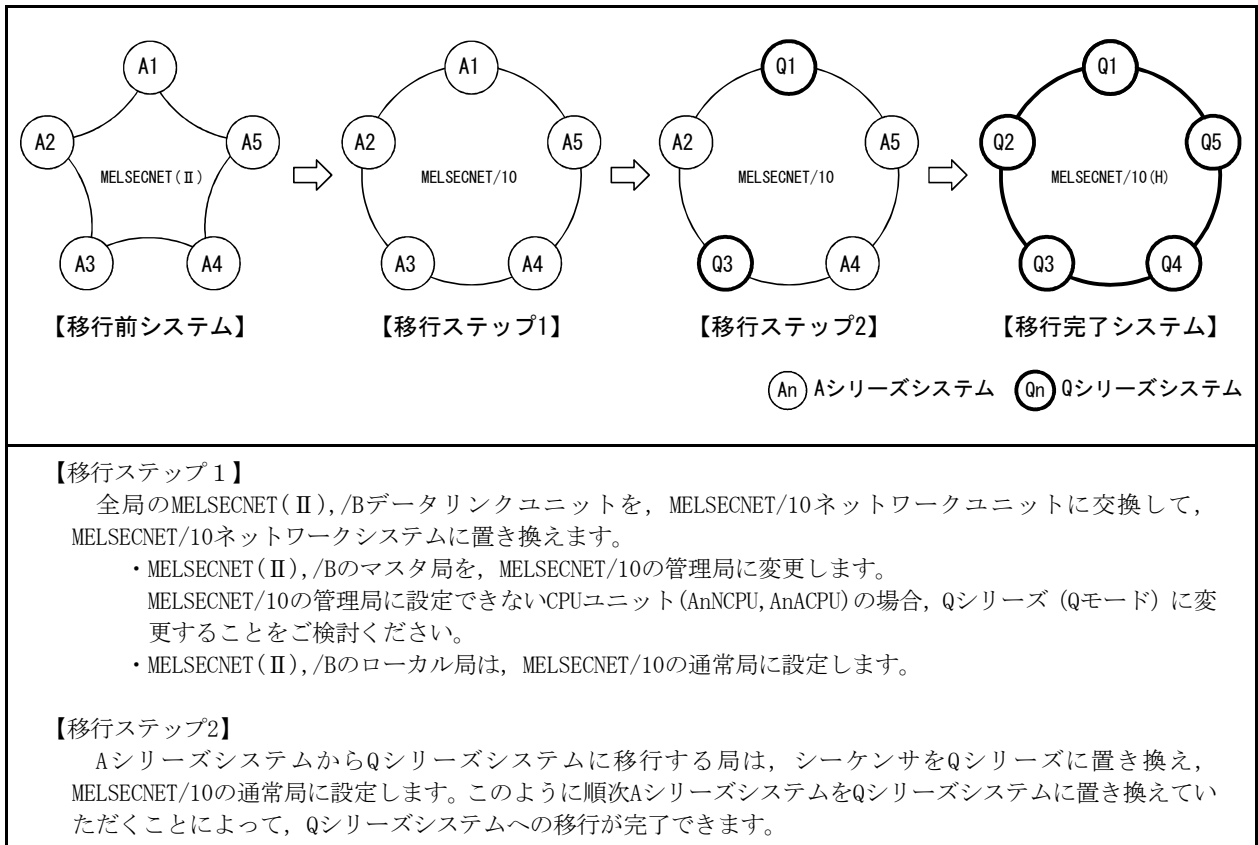 A1
A2
A5
MELSECNET(Ⅱ)
A3
A4
【移行前システム】
A1
A2
A5
MELSECNET/10
A3
A4
【移行ステップ1】
Q1
A2
A5
MELSECNET/10
Q3
A4
【移行ステップ2】
Q1
Q2
Q5
MELSECNET/10(H)
Q3
Q4
【移行完了システム】
An Aシリーズシステム Qn Qシリーズシステム
【移行ステップ１】
全局のMELSECNET(Ⅱ),/Bデータリンクユニットを，MELSECNET/10ネットワークユニットに交換して，
MELSECNET/10ネットワークシステムに置き換えます。
・MELSECNET(Ⅱ),/Bのマスタ局を，MELSECNET/10の管理局に変更します。
MELSECNET/10の管理局に設定できないCPUユニット(AnNCPU,AnACPU)の場合，Qシリーズ（Qモード）に変
更することをご検討ください。
・MELSECNET(Ⅱ),/Bのローカル局は，MELSECNET/10の通常局に設定します。
【移行ステップ2】
AシリーズシステムからQシリーズシステムに移行する局は，シーケンサをQシリーズに置き換え，
MELSECNET/10の通常局に設定します。このように順次AシリーズシステムをQシリーズシステムに置き換えてい
ただくことによって，Qシリーズシステムへの移行が完了できます。